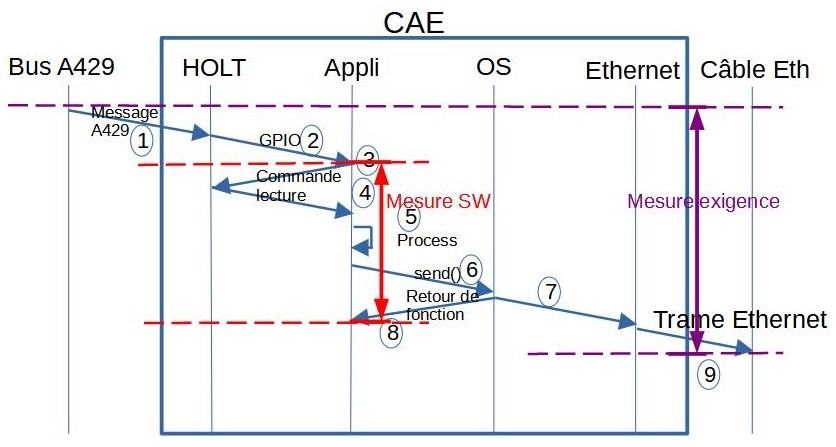 CAE
Bus A429
HOLT
Appli
OS
Ethernet
Câble Eth
Message
A429
1
GPIO
2
3
Commande
lecture
4
Mesure SW
Mesure exigence
5
Process
send()
6
7
Retour de
fonction
8
Trame Ethernet
9